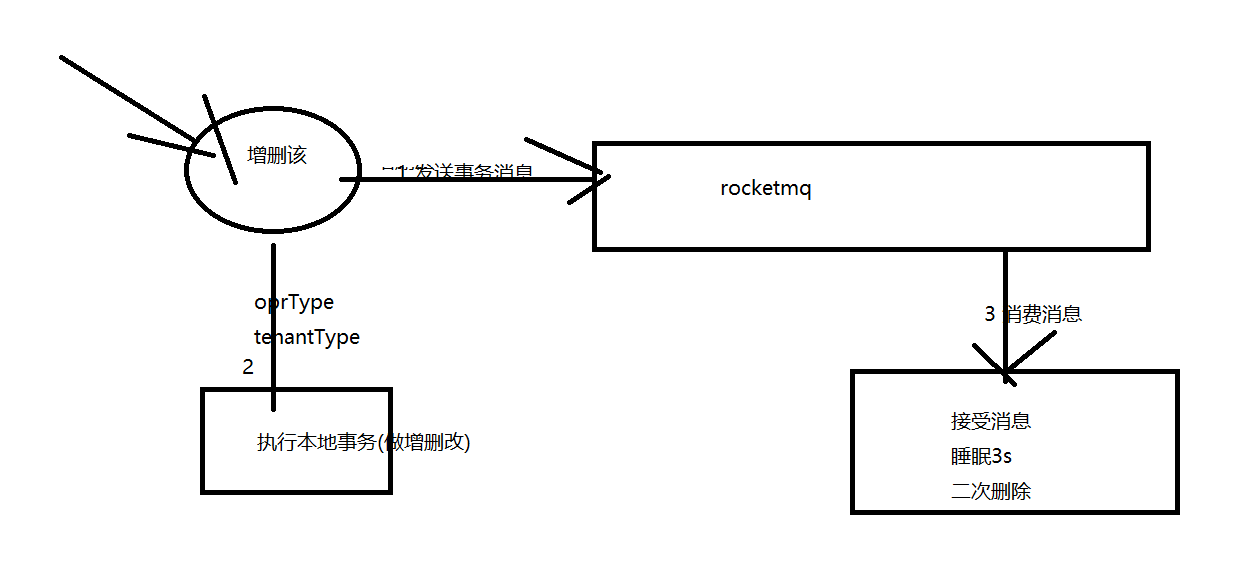 增删该
1 发送事务消息
rocketmq
oprType
tenantType
2
3 消费消息
执行本地事务(做增删改)
接受消息
睡眠3s
二次删除